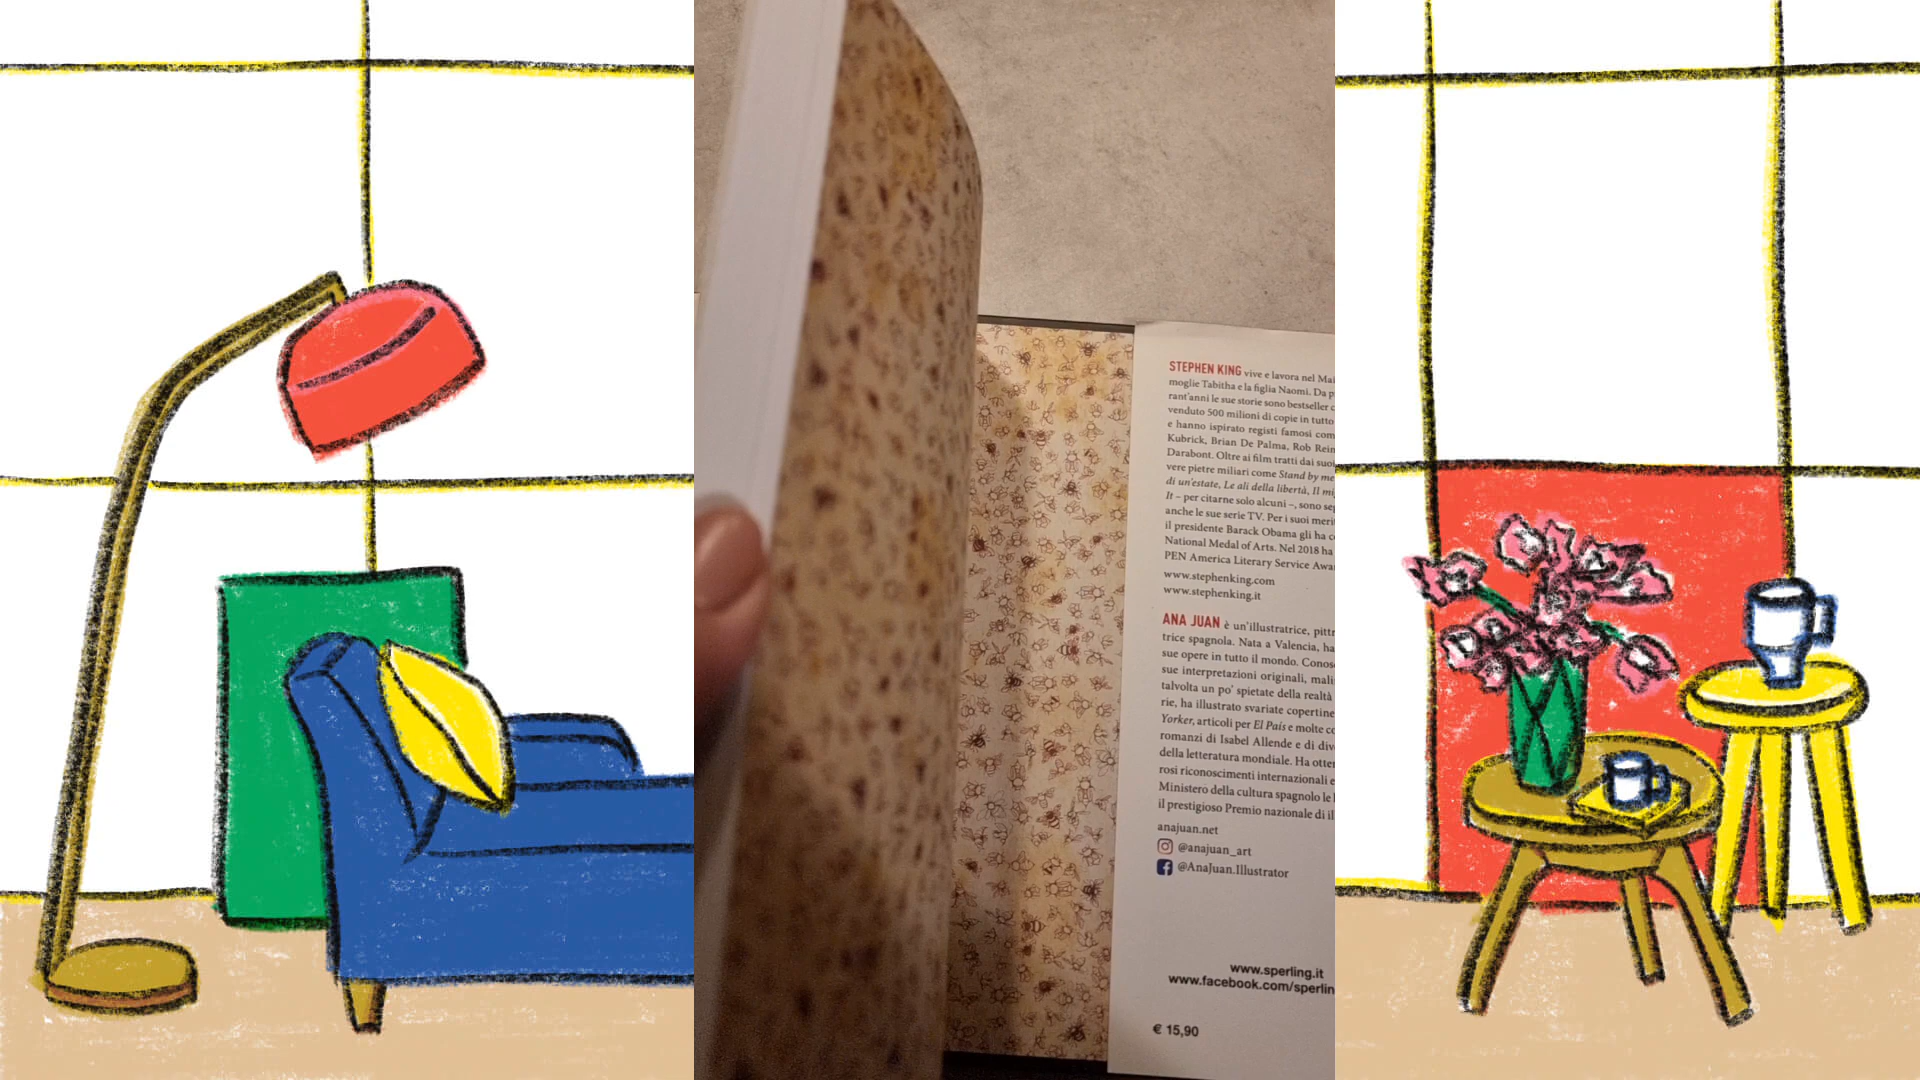 STEPHEN KING vive e lavora nel Mai
moglie Tabitha e la figlia Naomi. Da p
rant'anni le sue storie sono bestseller c
venduto 500 milioni di copie in tutto
e hanno ispirato registi famosi com
Kubrick, Brian De Palma, Rob Rein
Darabont. Oltre ai film tratti dai suoi
vere pietre miliari come Stand by me
di un'estate, Le ali della libertà, Il mi
It – per citarne solo alcuni –, sono se
anche le sue serie TV. Per i suoi merit
il presidente Barack Obama gli ha c
National Medal of Arts. Nel 2018 ha
PEN America Literary Service Awa
www.stephenking.com
www.stephenking.it
ANA JUAN è un'illustratrice, pittr
trice spagnola. Nata a Valencia, ha
sue opere in tutto il mondo. Conos
sue interpretazioni originali, mali
talvolta un po' spietate della realtà
rie, ha illustrato svariate copertine
Yorker, articoli per El País e molte co
romanzi di Isabel Allende e di div
della letteratura mondiale. Ha otte
rosi riconoscimenti internazionali e
Ministero della cultura spagnolo le
il prestigioso Premio nazionale di il
anajuan.net
@anajuan_art
@AnaJuan.Illustrator
www.sperling.it
www.facebook.com/sperlin
€ 15,90